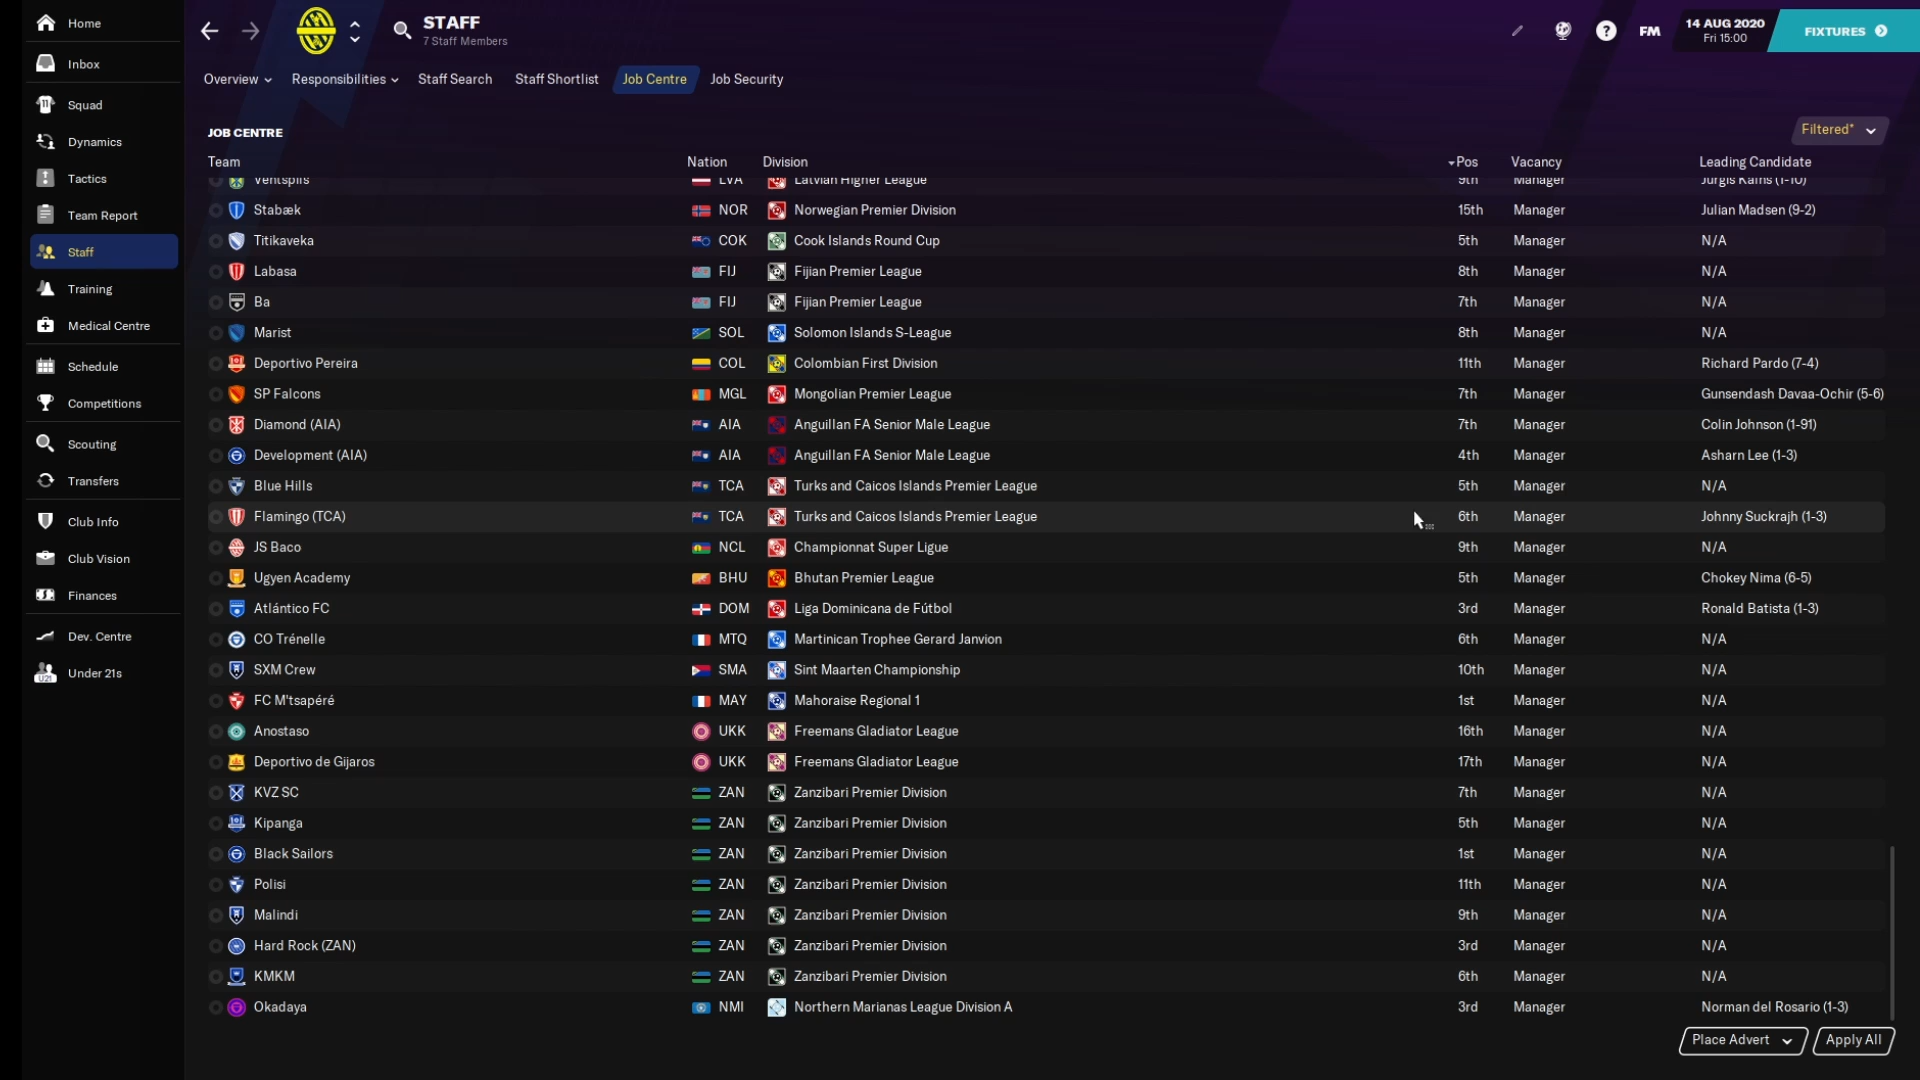 Home
Inbox
Squad
Dynamics
Tactics
Team Report
Staff
Training
Medical Centre
Schedule
Competitions
Scouting
Transfers
Club Info
Club Vision
Finances
Dev. Centre
U21
Under 21s
STAFF
7 Staff Members
FM
14 AUG 2020
Fri 15:00
FIXTURES
Overview Responsibilities Staff Search Staff Shortlist Job Centre Job Security
JOB CENTRE
Filtered*
Team Nation Division Pos Vacancy Leading Candidate
Ventspils LVA Latvian Higher League 9th Manager Jurgis Kalns (1-10)
Stabæk NOR Norwegian Premier Division 15th Manager Julian Madsen (9-2)
Titikaveka COK Cook Islands Round Cup 5th Manager N/A
Labasa FIJ Fijian Premier League 8th Manager N/A
Ba FIJ Fijian Premier League 7th Manager N/A
Marist SOL Solomon Islands S-League 8th Manager N/A
Deportivo Pereira COL Colombian First Division 11th Manager Richard Pardo (7-4)
SP Falcons MGL Mongolian Premier League 7th Manager Gunsendash Davaa-Ochir (5-6)
Diamond (AIA) AIA Anguillan FA Senior Male League 7th Manager Colin Johnson (1-91)
Development (AIA) AIA Anguillan FA Senior Male League 4th Manager Asharn Lee (1-3)
Blue Hills TCA Turks and Caicos Islands Premier League 5th Manager N/A
Flamingo (TCA) TCA Turks and Caicos Islands Premier League 6th Manager Johnny Suckrajh (1-3)
JS Baco NCL Championnat Super Ligue 9th Manager N/A
Ugyen Academy BHU Bhutan Premier League 5th Manager Chokey Nima (6-5)
Atlántico FC DOM Liga Dominicana de Fútbol 3rd Manager Ronald Batista (1-3)
CO Trénelle MTQ Martinican Trophee Gerard Janvion 6th Manager N/A
SXM Crew SMA Sint Maarten Championship 10th Manager N/A
FC M'tsapéré MAY Mahoraise Regional 1 1st Manager N/A
Anostaso UKK Freemans Gladiator League 16th Manager N/A
Deportivo de Gijaros UKK Freemans Gladiator League 17th Manager N/A
KVZ SC ZAN Zanzibari Premier Division 7th Manager N/A
Kipanga ZAN Zanzibari Premier Division 5th Manager N/A
Black Sailors ZAN Zanzibari Premier Division 1st Manager N/A
Polisi ZAN Zanzibari Premier Division 11th Manager N/A
Malindi ZAN Zanzibari Premier Division 9th Manager N/A
Hard Rock (ZAN) ZAN Zanzibari Premier Division 3rd Manager N/A
KMKM ZAN Zanzibari Premier Division 6th Manager N/A
Okadaya NMI Northern Marianas League Division A 3rd Manager Norman del Rosario (1-3)
Place Advert Apply All